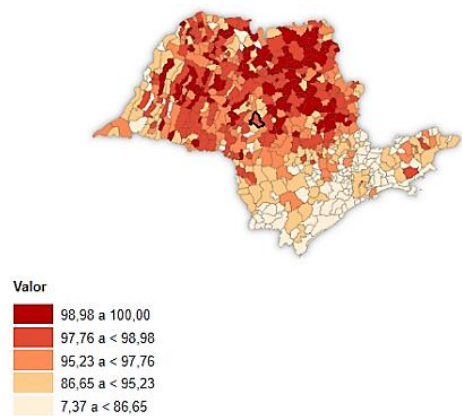 Valor
98,98 a 100,00
97,76 a < 98,98
95,23 a < 97,76
86,65 a < 95,23
7,37 a < 86,65